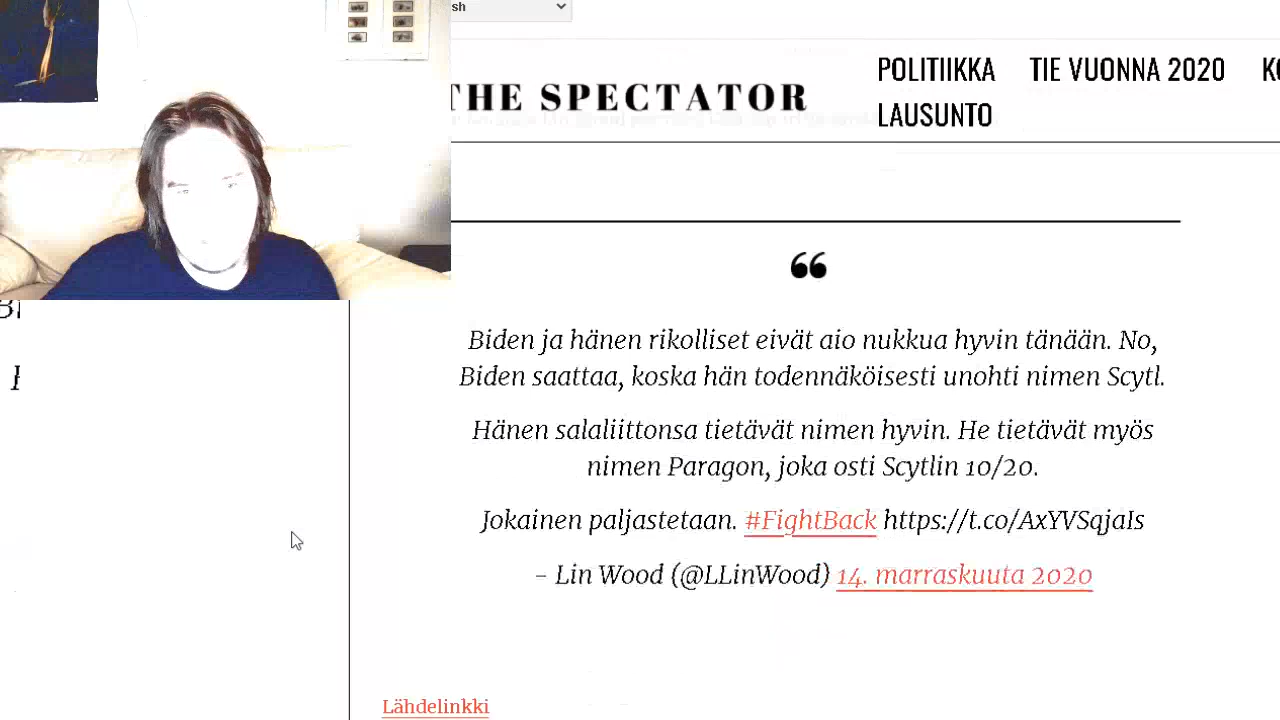 sh
THE SPECTATOR
POLITIIKKA TIE VUONNA 2020
LAUSUNTO
Biden ja hänen rikolliset eivät aio nukkua hyvin tänään. No,
Biden saattaa, koska hän todennäköisesti unohti nimen Scytl.
Hänen salaliittonsa tietävät nimen hyvin. He tietävät myös
nimen Paragon, joka osti Scytlin 10/20.
Jokainen paljastetaan. #FightBack https://t.co/AxYVSqjaIs
- Lin Wood (@LLinWood) 14. marraskuuta 2020
Lähdelinkki